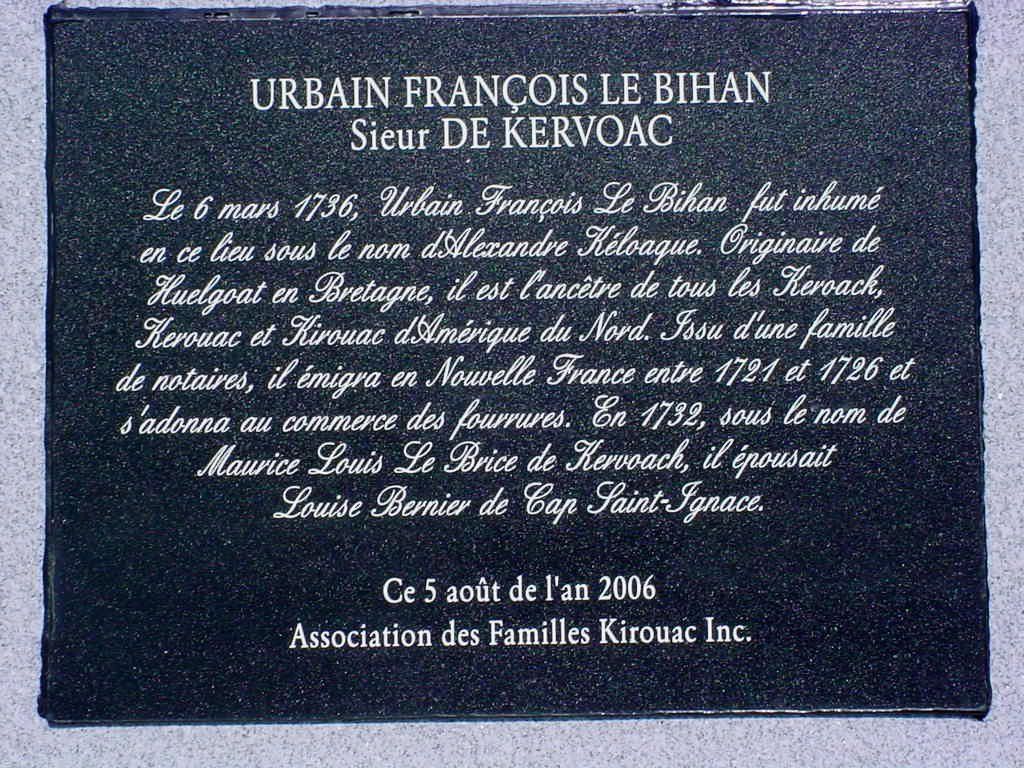 URBAIN FRANÇOIS LE BIHAN
Sieur DE KERVOAC
Le 6 mars 1736, Urbain François Le Bihan fut inhumé
en ce lieu sous le nom d'Alexandre Kéloaque. Originaire de
Huelgoat en Bretagne, il est l'ancêtre de tous les Keroack,
Kerouac et Kirouac d'Amérique du Nord. Issu d'une famille
de notaires, il émigra en Nouvelle France entre 1721 et 1726 et
s'adonna au commerce des fourrures. En 1732, sous le nom de
Maurice Louis Le Brice de Kervoach, il épousait
Louise Bernier de Cap Saint-Ignace.
Ce 5 août de l'an 2006
Association des Familles Kirouac Inc.